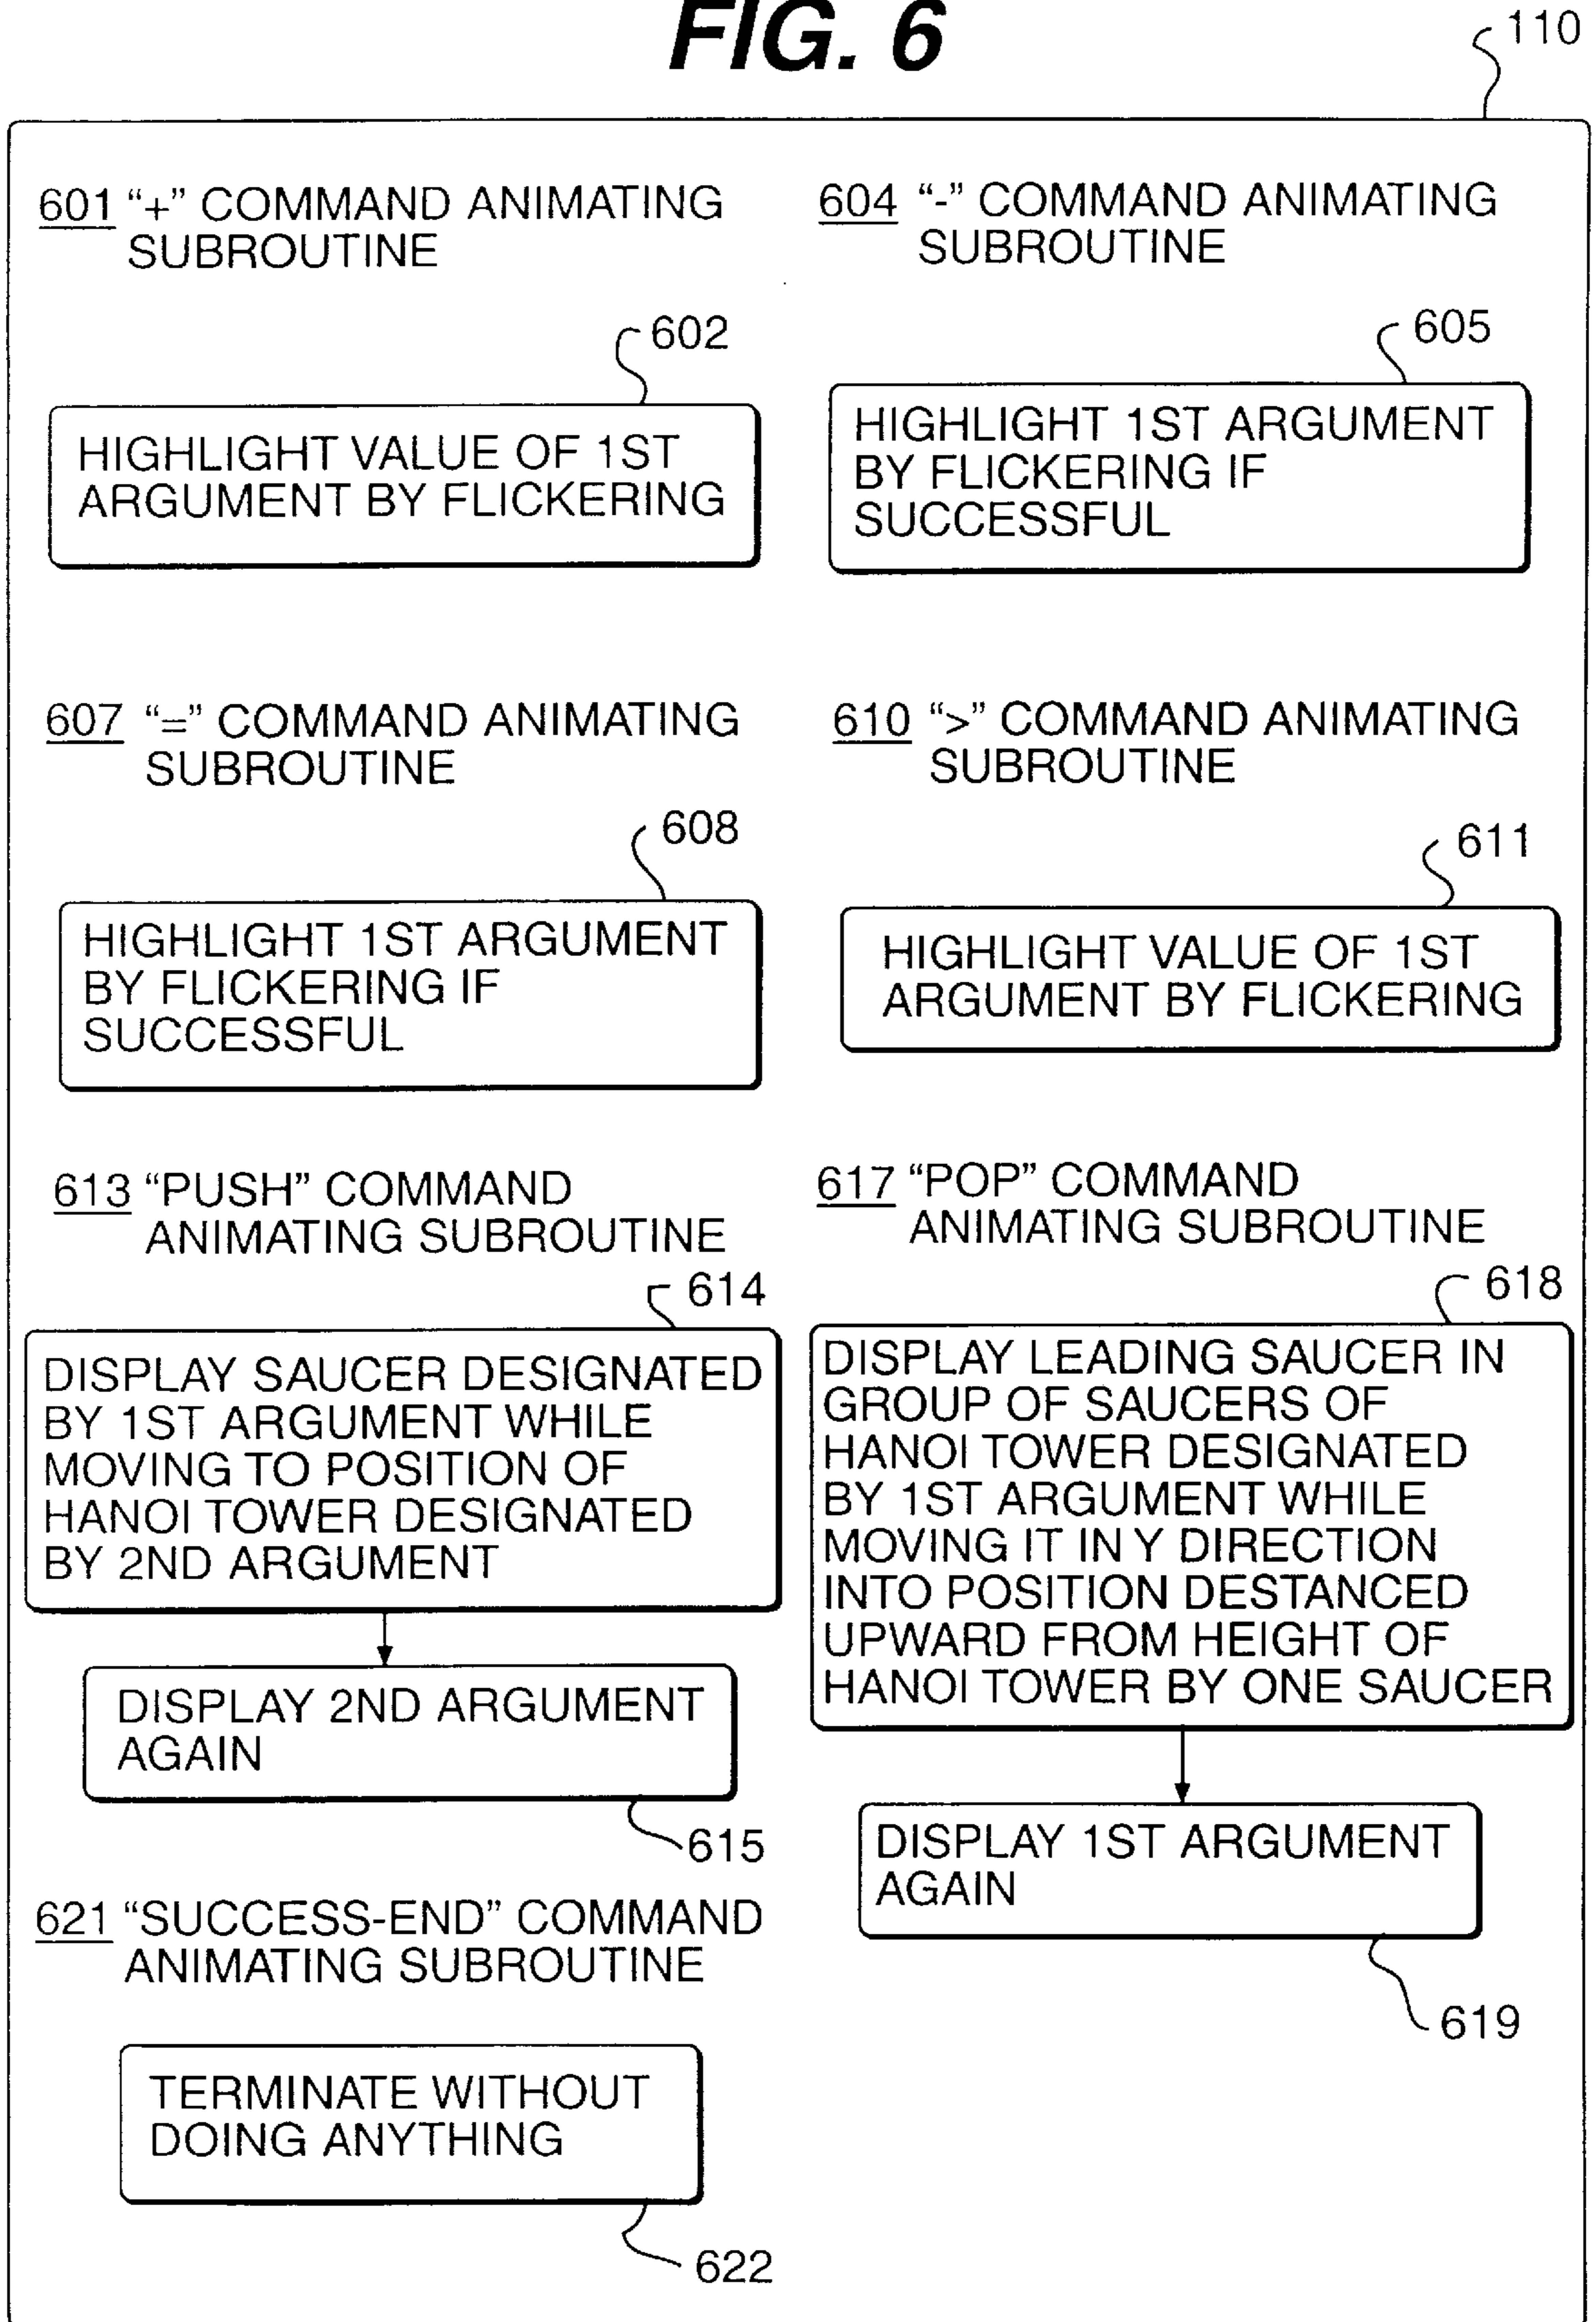 FIG. 6
110
601 “+” COMMAND ANIMATING
SUBROUTINE
602
HIGHLIGHT VALUE OF 1ST
ARGUMENT BY FLICKERING
604 “-” COMMAND ANIMATING
SUBROUTINE
605
HIGHLIGHT 1ST ARGUMENT
BY FLICKERING IF
SUCCESSFUL
607 “=” COMMAND ANIMATING
SUBROUTINE
608
HIGHLIGHT 1ST ARGUMENT
BY FLICKERING IF
SUCCESSFUL
610 “>” COMMAND ANIMATING
SUBROUTINE
611
HIGHLIGHT VALUE OF 1ST
ARGUMENT BY FLICKERING
613 “PUSH” COMMAND
ANIMATING SUBROUTINE
614
DISPLAY SAUCER DESIGNATED
BY 1ST ARGUMENT WHILE
MOVING TO POSITION OF
HANOI TOWER DESIGNATED
BY 2ND ARGUMENT
DISPLAY 2ND ARGUMENT
AGAIN
615
617 “POP” COMMAND
ANIMATING SUBROUTINE
618
DISPLAY LEADING SAUCER IN
GROUP OF SAUCERS OF
HANOI TOWER DESIGNATED
BY 1ST ARGUMENT WHILE
MOVING IT IN Y DIRECTION
INTO POSITION DESTANCED
UPWARD FROM HEIGHT OF
HANOI TOWER BY ONE SAUCER
DISPLAY 1ST ARGUMENT
AGAIN
619
621 “SUCCESS-END” COMMAND
ANIMATING SUBROUTINE
TERMINATE WITHOUT
DOING ANYTHING
622